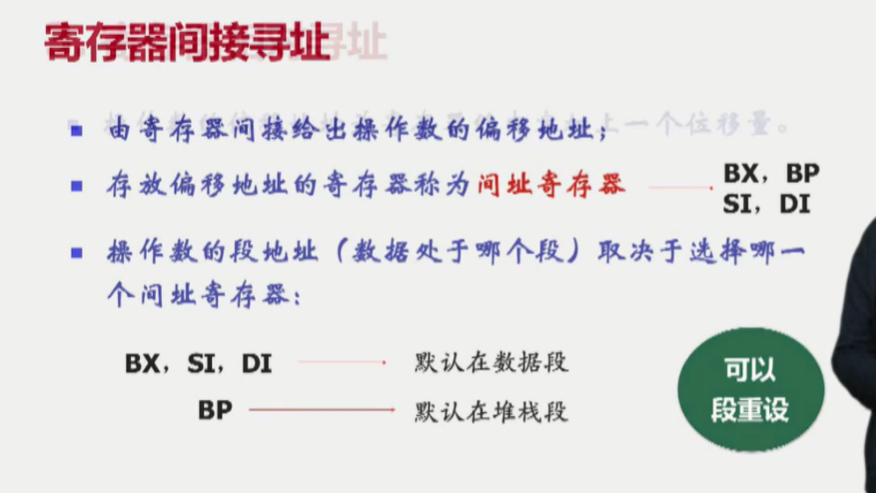 寄存器间接寻址
由寄存器间接给出操作数的偏移地址；
存放偏移地址的寄存器称为间址寄存器
BX，BP
SI，DI
操作数的段地址（数据处于哪个段）取决于选择哪一
个间址寄存器：
BX，SI，DI 默认在数据段
BP 默认在堆栈段
可以
段重设